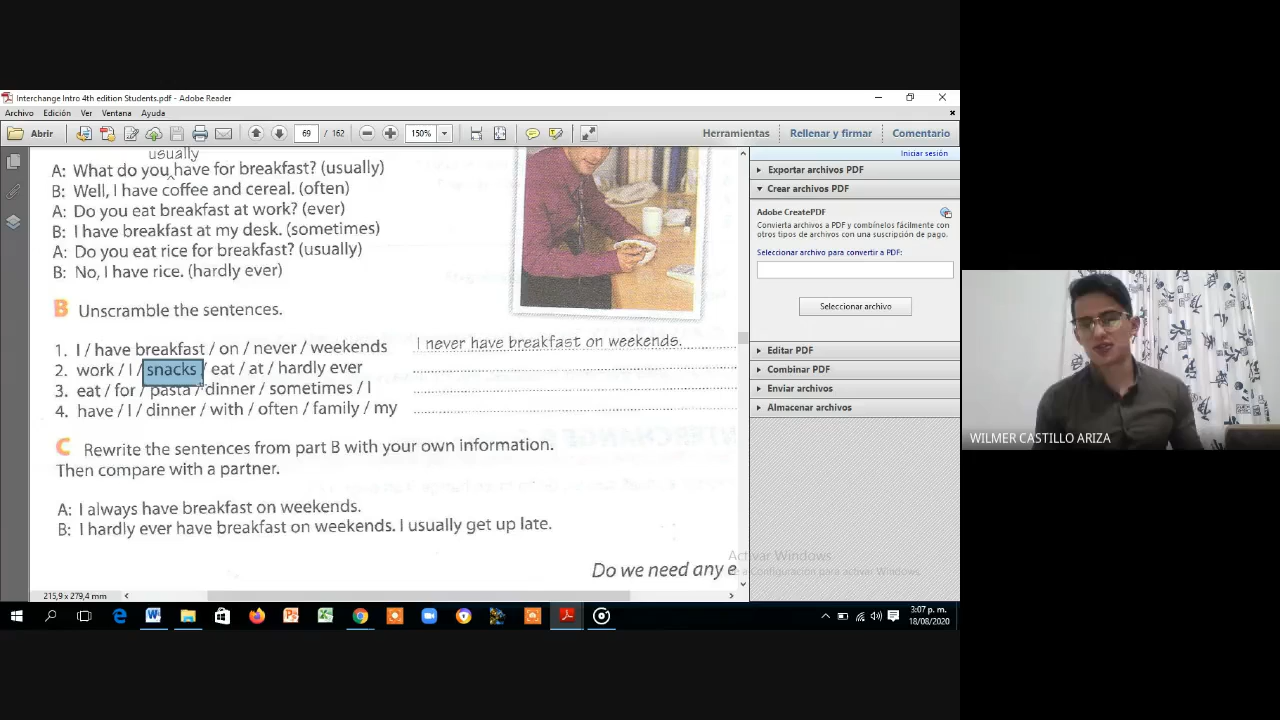 Interchange Intro 4th edition Students.pdf - Adobe Reader
Archivo Edición Ver Ventana Ayuda
Abrir 69 / 162 150% Herramientas Rellenar y firmar Comentario
Iniciar sesión
usually
A: What do you have for breakfast? (usually)
B: Well, I have coffee and cereal. (often)
A: Do you eat breakfast at work? (ever)
B: I have breakfast at my desk. (sometimes)
A: Do you eat rice for breakfast? (usually)
B: No, I have rice. (hardly ever)
B Unscramble the sentences.
1. I / have breakfast / on / never / weekends I never have breakfast on weekends.
2. work / I / snacks / eat / at / hardly ever
3. eat / for / pasta / dinner / sometimes / I
4. have / I / dinner / with / often / family / my
C Rewrite the sentences from part B with your own information.
Then compare with a partner.
A: I always have breakfast on weekends.
B: I hardly ever have breakfast on weekends. I usually get up late.
Do we need any e
215,9 x 279,4 mm
Exportar archivos PDF
Crear archivos PDF
Adobe CreatePDF
Convierta archivos a PDF y combínelos fácilmente
con otros tipos de archivos con una suscripción de pago.
Seleccionar archivo para convertir a PDF:
Seleccionar archivo
Editar PDF
Combinar PDF
Enviar archivos
Almacenar archivos
Activar Windows
a Configuración para activar Windows.
3:07 p. m.
18/08/2020
WILMER CASTILLO ARIZA